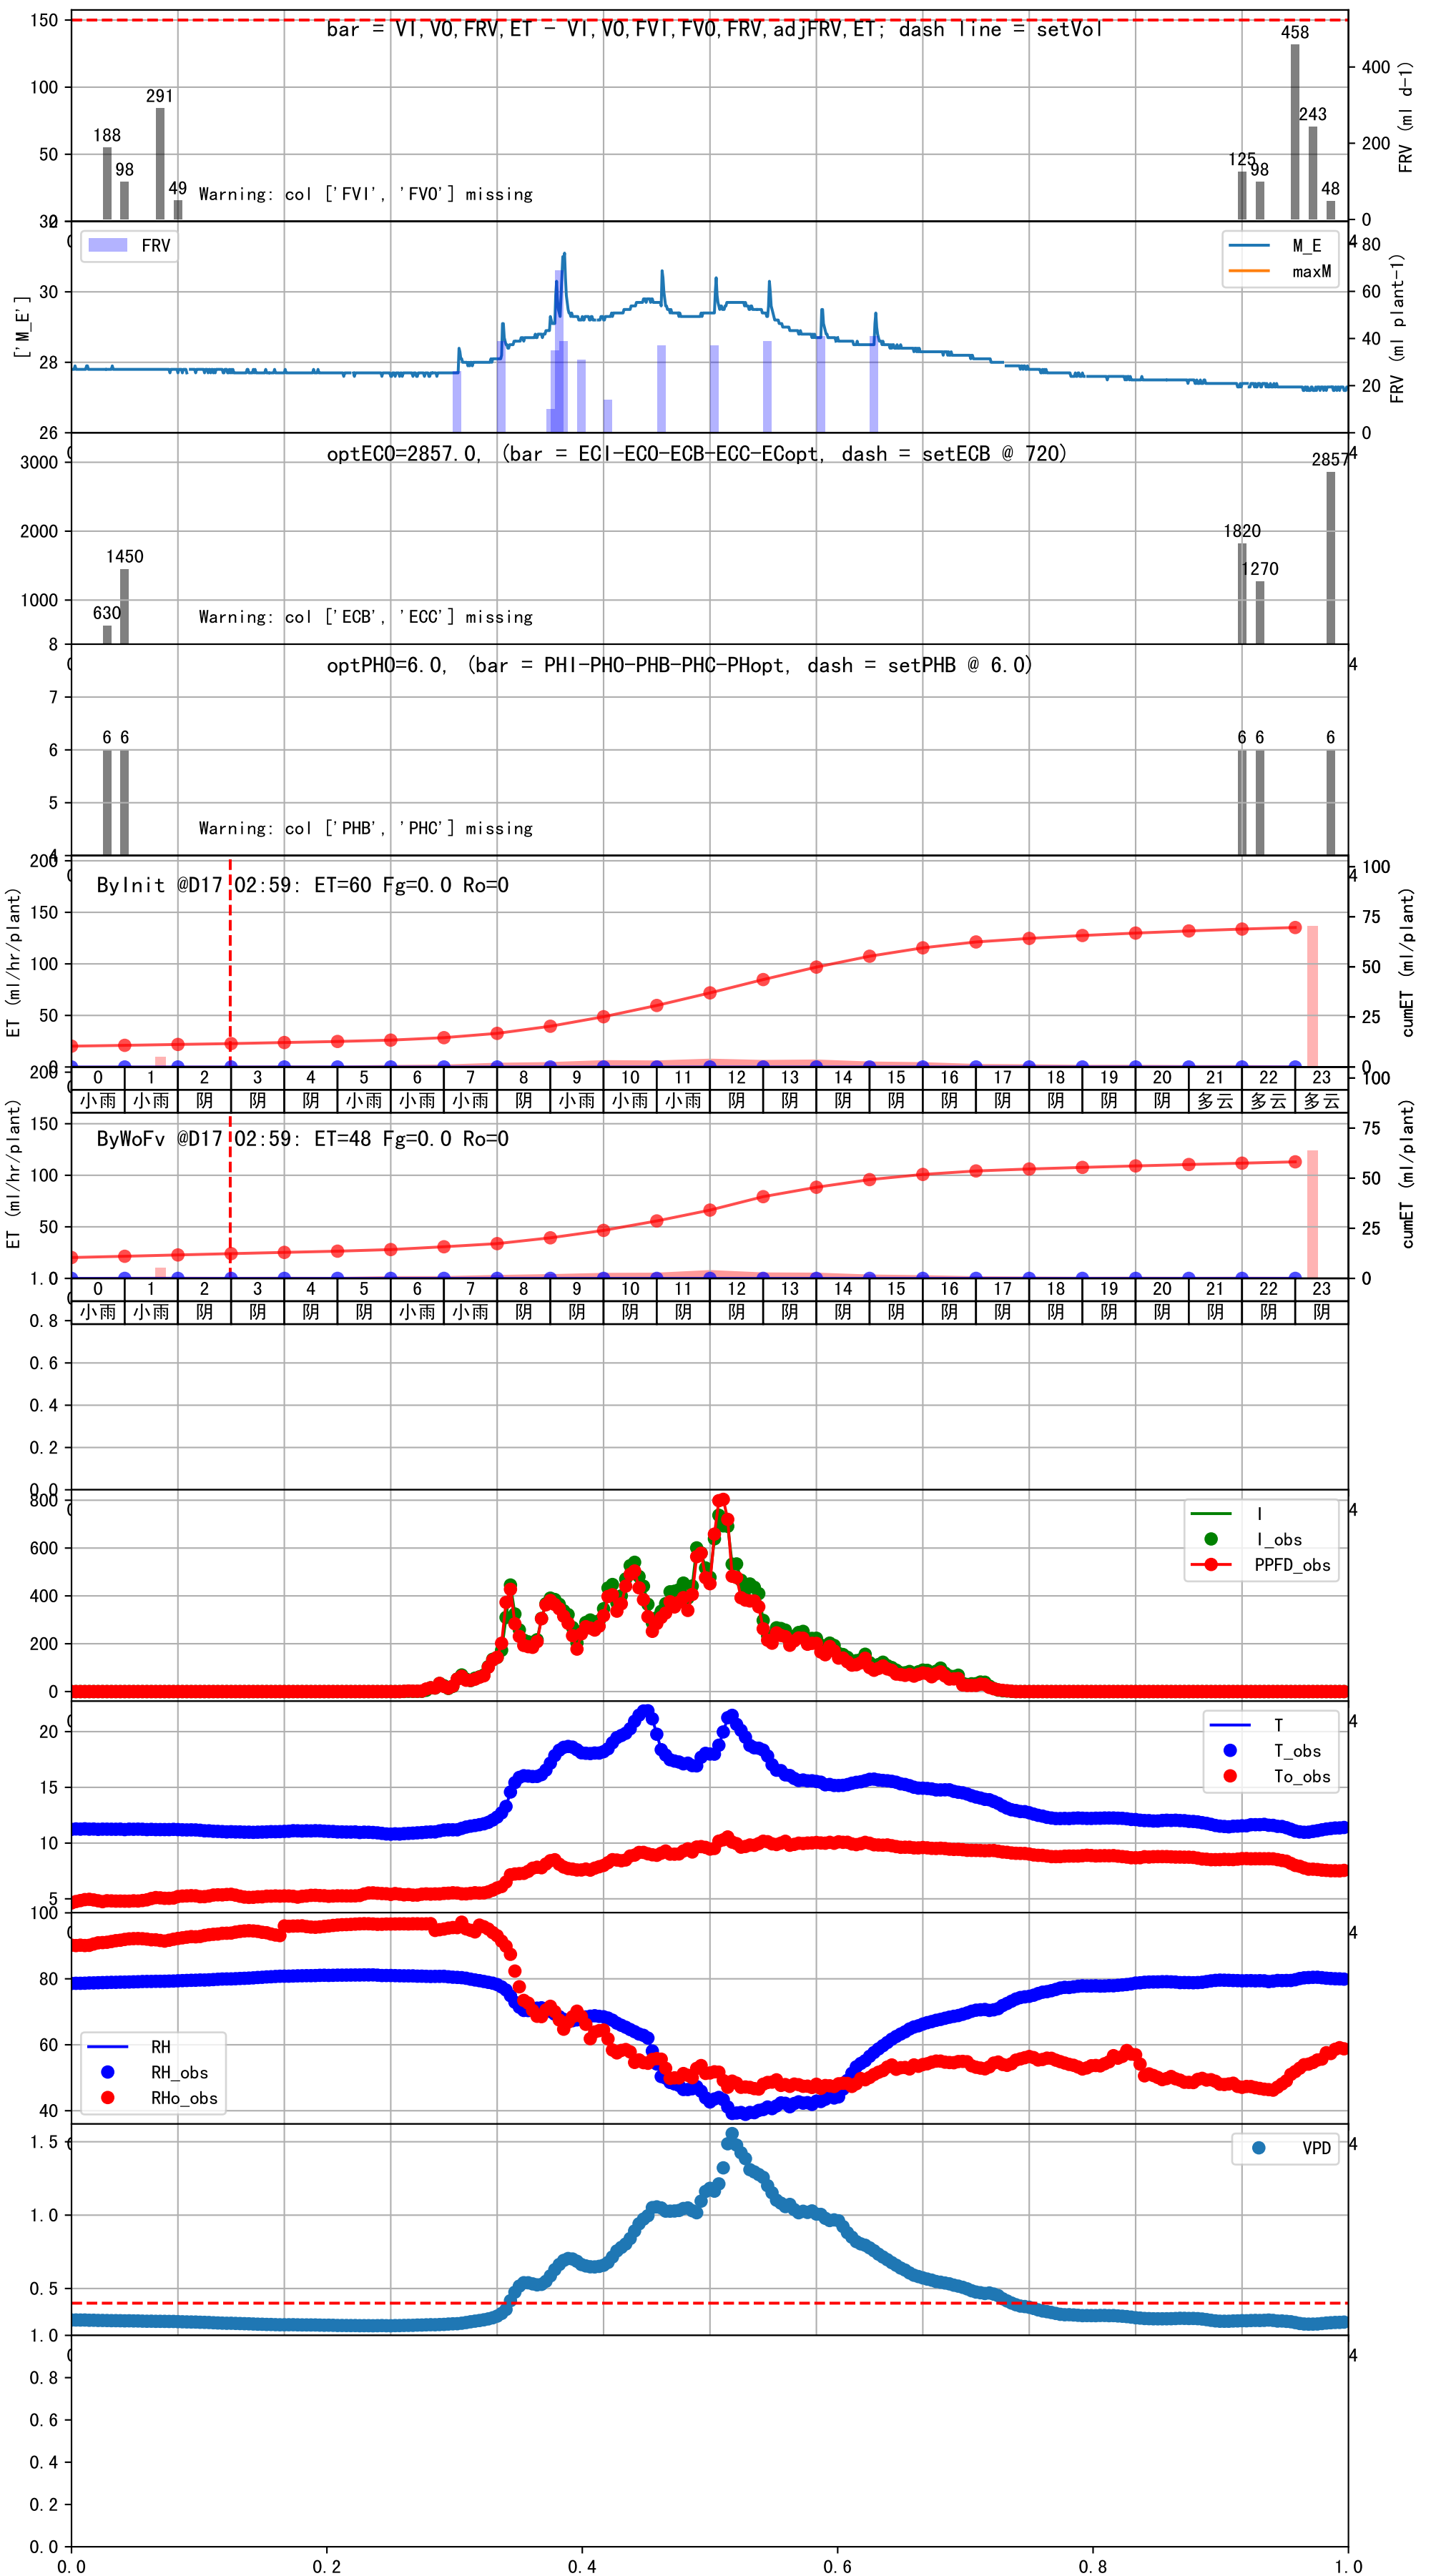 bar = VI,VO,FRV,ET - VI,VO,FVI,FVO,FRV,adjFRV,ET; dash line = setVol
150
100
50
188
98
291
49
125
98
458
243
48
400
200
0
FRV (ml d-1)
Warning: col ['FVI', 'FVO'] missing
FRV
M_E
maxM
['M_E']
30
28
26
80
60
40
20
0
FRV (ml plant-1)
optECO=2857.0, (bar = ECI-ECO-ECB-ECC-ECopt, dash = setECB @ 720)
3000
2000
1000
630
1450
1820
1270
2857
Warning: col ['ECB', 'ECC'] missing
optPHO=6.0, (bar = PHI-PHO-PHB-PHC-PHopt, dash = setPHB @ 6.0)
8
7
6
5
4
6 6 6 6 6
Warning: col ['PHB', 'PHC'] missing
ByInit @D17 02:59: ET=60 Fg=0.0 Ro=0
ET (ml/hr/plant)
200
150
100
50
0
100
75
50
25
0
cumET (ml/plant)
0 1 2 3 4 5 6 7 8 9 10 11 12 13 14 15 16 17 18 19 20 21 22 23
小雨 小雨 阴 阴 阴 小雨 小雨 小雨 阴 小雨 小雨 小雨 阴 阴 阴 阴 阴 阴 阴 阴 阴 多云 多云 多云
ByWoFv @D17 02:59: ET=48 Fg=0.0 Ro=0
ET (ml/hr/plant)
200
150
100
50
100
75
50
25
0
cumET (ml/plant)
0 1 2 3 4 5 6 7 8 9 10 11 12 13 14 15 16 17 18 19 20 21 22 23
小雨 小雨 阴 阴 阴 阴 小雨 小雨 阴 阴 阴 阴 阴 阴 阴 阴 阴 阴 阴 阴 阴 阴 阴 阴
1.0
0.8
0.6
0.4
0.2
0.0
800
600
400
200
0
I
I_obs
PPFD_obs
20
15
10
5
T
T_obs
To_obs
100
80
60
40
RH
RH_obs
RHo_obs
1.5
1.0
0.5
VPD
1.0
0.8
0.6
0.4
0.2
0.0
0.0 0.2 0.4 0.6 0.8 1.0